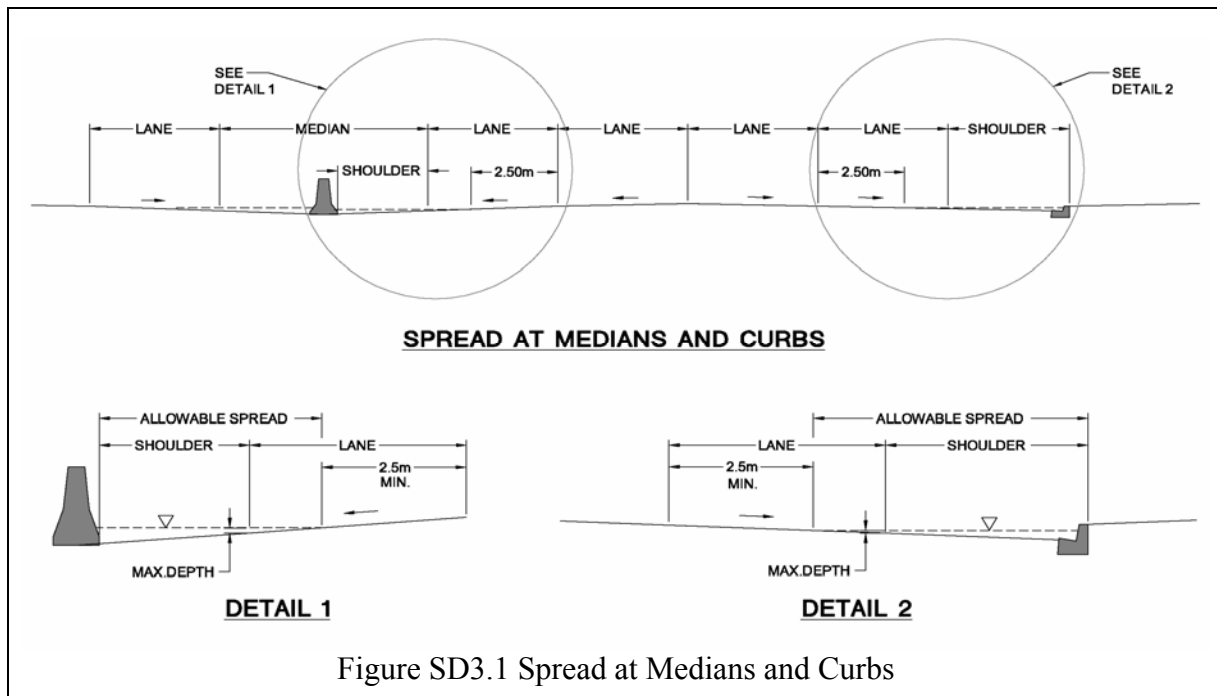 SEE
DETAIL 1
SEE
DETAIL 2
LANE MEDIAN LANE LANE LANE LANE SHOULDER
SHOULDER 2.50m 2.50m
SPREAD AT MEDIANS AND CURBS
ALLOWABLE SPREAD
SHOULDER LANE
2.5m
MIN.
MAX.DEPTH
DETAIL 1
ALLOWABLE SPREAD
LANE SHOULDER
2.5m
MIN.
MAX.DEPTH
DETAIL 2
Figure SD3.1 Spread at Medians and Curbs